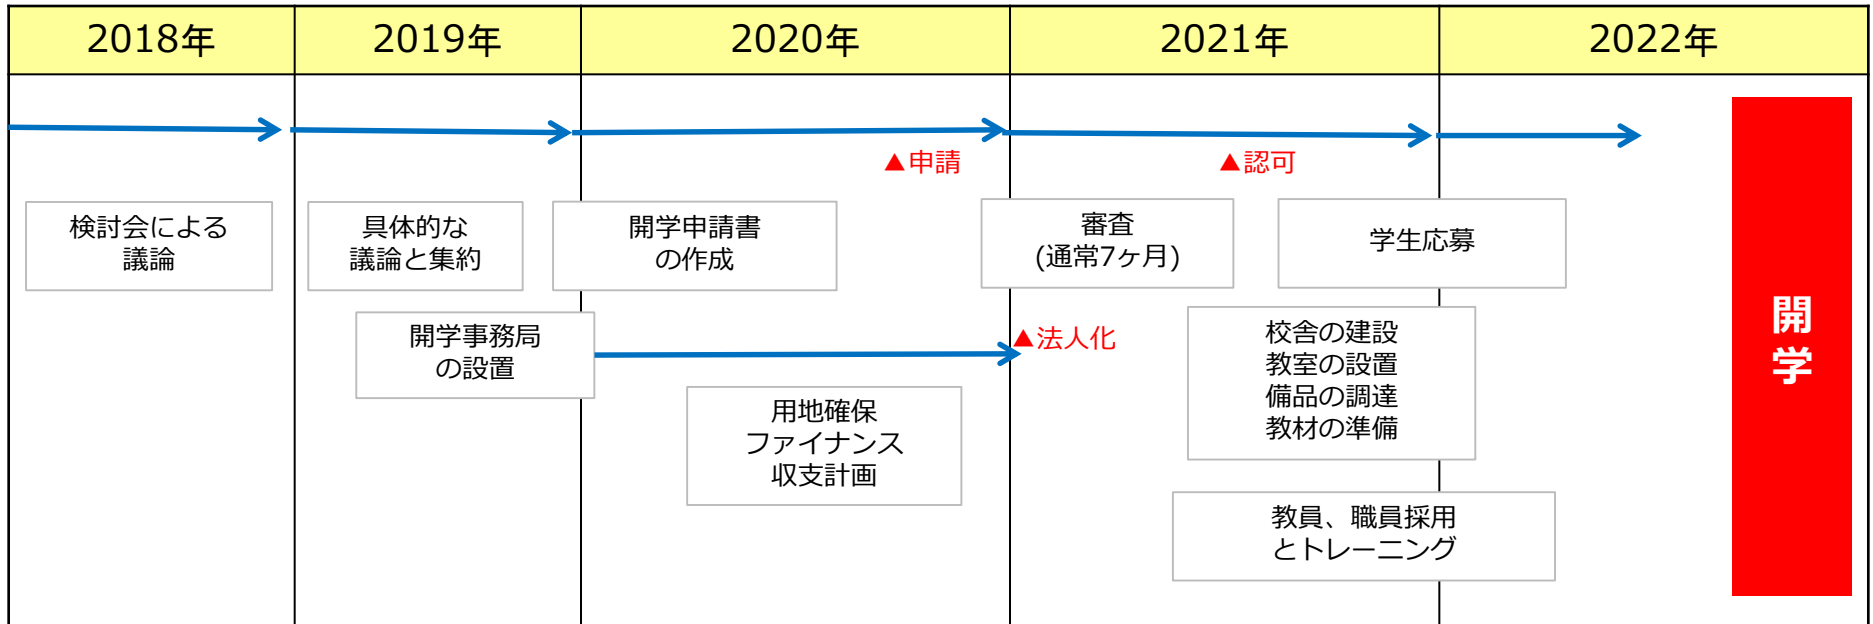 2018年
2019年
2020年
2021年
2022年
▲申請
▲認可
検討会による
議論
具体的な
議論と集約
開学申請書
の作成
審査
(通常7ヶ月)
学生応募
開学事務局
の設置
▲法人化
校舎の建設
教室の設置
備品の調達
教材の準備
用地確保
ファイナンス
収支計画
教員、職員採用
とトレーニング
開
学